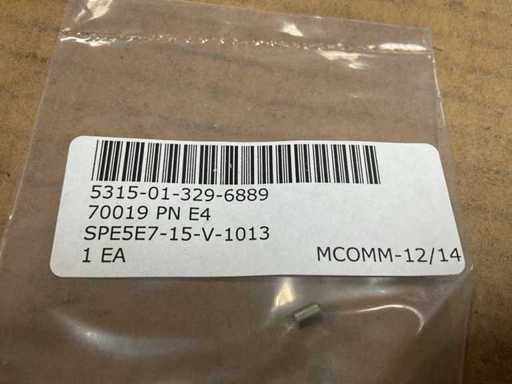 5315-01-329-6889
70019 PN E4
SPE5E7-15-V-1013
1 EA MCOMM-12/14